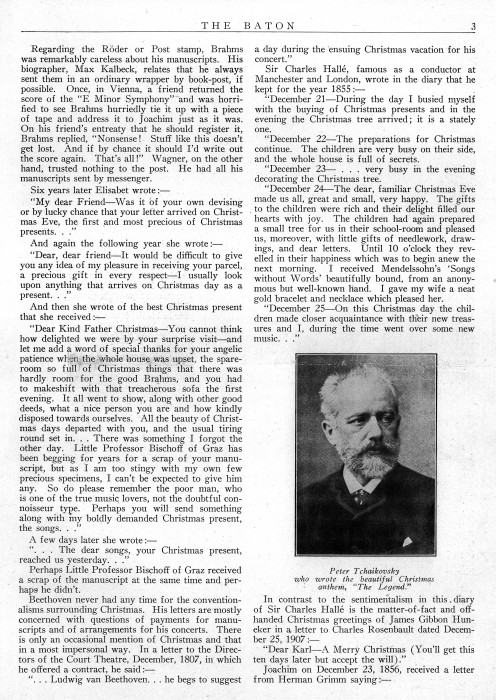 THE BATON 3
Regarding the Röder or Post stamp, Brahms
was remarkably careless about his manuscripts. His
biographer, Max Kalbeck, relates that he always
sent them in an ordinary wrapper by book-post, if
possible. Once, in Vienna, a friend returned the
score of the "E Minor Symphony" and was horri-
fied to see Brahms hurriedly tie it up with a piece
of tape and address it to Joachim just as it was.
On his friend's entreaty that he should register it,
Brahms replied, "Nonsense! Stuff like this doesn't
get lost. And if by chance it should I'd write out
the score again. That's all!" Wagner, on the other
hand, trusted nothing to the post. He had all his
manuscripts sent by messenger.
Six years later Elisabet wrote:—
"My dear Friend—Was it of your own devising
or by lucky chance that your letter arrived on Christ-
mas Eve, the first and most precious of Christmas
presents. . ."
And again the following year she wrote:—
"Dear, dear friend—It would be difficult to give
you any idea of my pleasure in receiving your parcel,
a precious gift in every respect—I usually look
upon anything that arrives on Christmas day as a
present. . ."
And then she wrote of the best Christmas present
that she received:—
"Dear Kind Father Christmas—You cannot think
how delighted we were by your surprise visit—and
let me add a word of special thanks for your angelic
patience when the whole house was upset, the spare-
room so full of Christmas things that there was
hardly room for the good Brahms, and you had
to makeshift with that treacherous sofa the first
evening. It all went to show, along with other good
deeds, what a nice person you are and how kindly
disposed towards ourselves. All the beauty of Christ-
mas days departed with you, and the usual tiring
round set in. . . There was something I forgot the
other day. Little Professor Bischoff of Graz has
been begging for years for a scrap of your manu-
script, but as I am too stingy with my own few
precious specimens, I can't be expected to give him
any. So do please remember the poor man, who
is one of the true music lovers, not the doubtful con-
noisseur type. Perhaps you will send something
along with my boldly demanded Christmas present,
the songs. . ."
A few days later she wrote:—
". . . The dear songs, your Christmas present,
reached us yesterday. . ."
Perhaps Little Professor Bischoff of Graz received
a scrap of the manuscript at the same time and per-
haps he didn't.
Beethoven never had any time for the convention-
alisms surrounding Christmas. His letters are mostly
concerned with questions of payments for manu-
scripts and of arrangements for his concerts. There
is only an occasional mention of Christmas and that
in a most impersonal way. In a letter to the Direc-
tors of the Court Theatre, December, 1807, in which
he offered a contract, he said:—
". . . Ludwig van Beethoven. . . he begs to suggest
a day during the ensuing Christmas vacation for his
concert."
Sir Charles Hallé, famous as a conductor at
Manchester and London, wrote in the diary that he
kept for the year 1855:—
"December 21—During the day I busied myself
with the buying of Christmas presents and in the
evening the Christmas tree arrived; it is a stately
one.
"December 22—The preparations for Christmas
continue. The children are very busy on their side,
and the whole house is full of secrets.
"December 23— . . . very busy in the evening
decorating the Christmas tree.
"December 24—The dear, familiar Christmas Eve
made us all, great and small, very happy. The gifts
to the children were rich and their delight filled our
hearts with joy. The children had again prepared
a small tree for us in their school-room and pleased
us, moreover, with little gifts of needlework, draw-
ings, and dear letters. Until 10 o'clock they rev-
elled in their happiness which was to begin anew the
next morning. I received Mendelssohn's 'Songs
without Words' beautifully bound, from an anony-
mous but well-known hand. I gave my wife a neat
gold bracelet and necklace which pleased her.
"December 25—On this Christmas day the chil-
dren made closer acquaintance with their new treas-
ures and I, during the time went over some new
music. . ."
Peter Tchaikovsky
who wrote the beautiful Christmas
anthem, "The Legend."
In contrast to the sentimentalism in this diary
of Sir Charles Hallé is the matter-of-fact and off-
handed Christmas greetings of James Gibbon Hun-
eker in a letter to Charles Rosenbault dated Decem-
ber 25, 1907:—
"Dear Karl—A Merry Christmas (You'll get this
ten days later but accept the will)."
Joachim on December 23, 1856, received a letter
from Herman Grimm saying:—